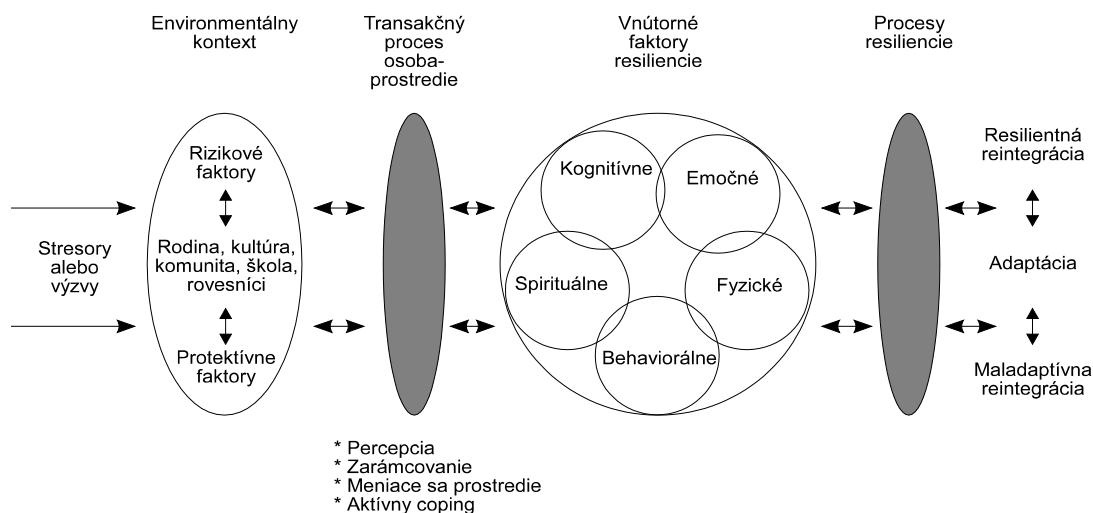 Environmentálny
kontext
Transakčný
proces
osoba-
prostredie
Vnútorné
faktory
resiliencie
Procesy
resiliencie
Stresory
alebo
výzvy
Rizikové
faktory
Rodina, kultúra,
komunita, škola,
rovesníci
Protektívne
faktory
Kognitívne
Emočné
Spirituálne
Fyzické
Behaviorálne
Resilientná
reintegrácia
Adaptácia
Maladaptívna
reintegrácia
* Percepcia
* Zarámcovanie
* Meniace sa prostredie
* Aktívny coping